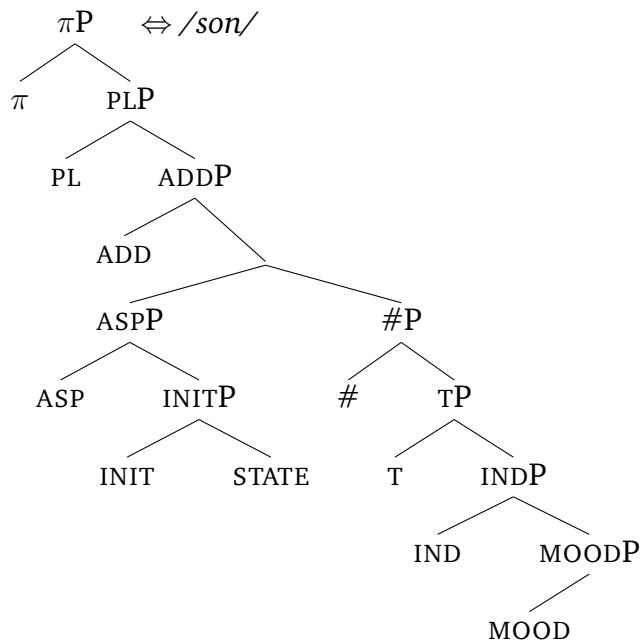 πP ⇔ /son/
π PLP
PL ADDP
ADD
ASPP #P
ASP INITP # TP
INIT STATE T INDP
IND MOODP
MOOD